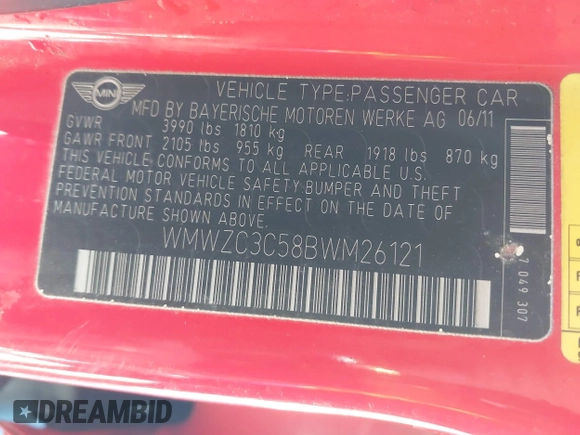 MINI
VEHICLE TYPE:PASSENGER CAR
MFD BY BAYERISCHE MOTOREN WERKE AG 06/11
GVWR 3990 lbs 1810 kg
GAWR FRONT 2105 lbs 955 kg REAR 1918 lbs 870 kg
THIS VEHICLE CONFORMS TO ALL APPLICABLE U.S.
FEDERAL MOTOR VEHICLE SAFETY,BUMPER AND THEFT
PREVENTION STANDARDS IN EFFECT ON THE DATE OF
MANUFACTURE SHOWN ABOVE.
WMWZC3C58BWM26121
7 049 307
DREAMBID